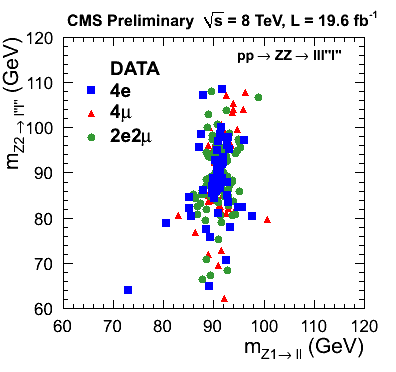 CMS Preliminary √s = 8 TeV, L = 19.6 fb⁻¹
pp → ZZ → lll"l"
DATA
4e
4μ
2e2μ
m_Z2 → l"l" (GeV)
120
110
100
90
80
70
60
60 70 80 90 100 110 120
m_Z1 → ll (GeV)